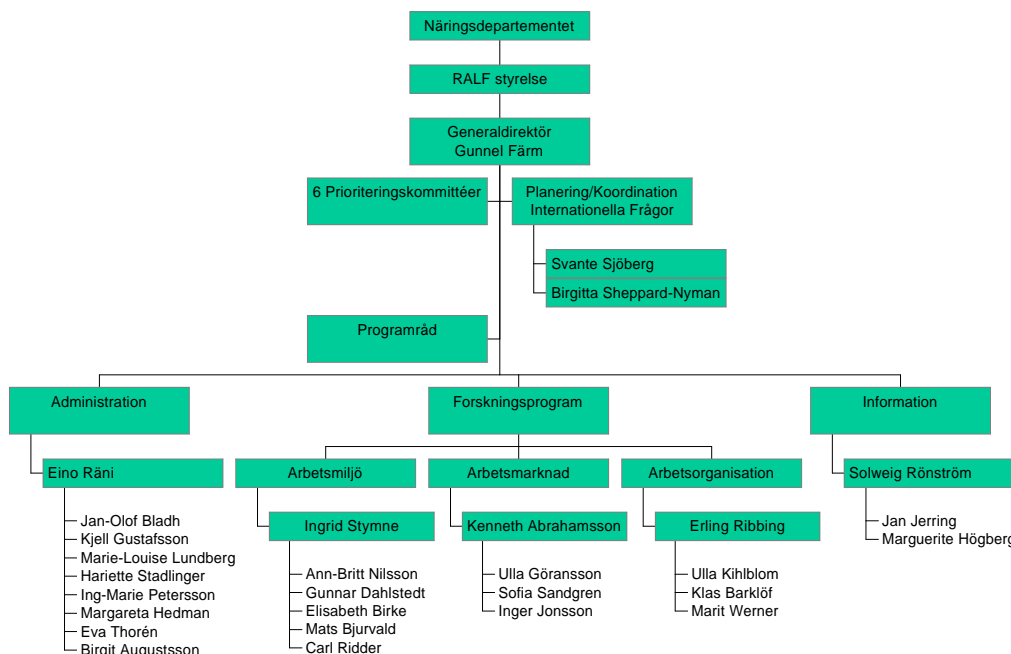 Näringsdepartementet
RALF styrelse
Generaldirektör
Gunnel Färm
6 Prioriteringskommittéer
Planering/Koordination
Internationella Frågor
Svante Sjöberg
Birgitta Sheppard-Nyman
Programråd
Administration
Forskningsprogram
Information
Eino Räni
Arbetsmiljö
Arbetsmarknad
Arbetsorganisation
Solweig Rönström
Jan-Olof Bladh
Kjell Gustafsson
Marie-Louise Lundberg
Hariette Stadlinger
Ing-Marie Petersson
Margareta Hedman
Eva Thorén
Birgit Augustsson
Ingrid Stymne
Ann-Britt Nilsson
Gunnar Dahlstedt
Elisabeth Birke
Mats Bjurvald
Carl Ridder
Kenneth Abrahamsson
Ulla Göransson
Sofia Sandgren
Inger Jonsson
Erling Ribbing
Ulla Kihlblom
Klas Barklöf
Marit Werner
Jan Jerring
Marguerite Högberg